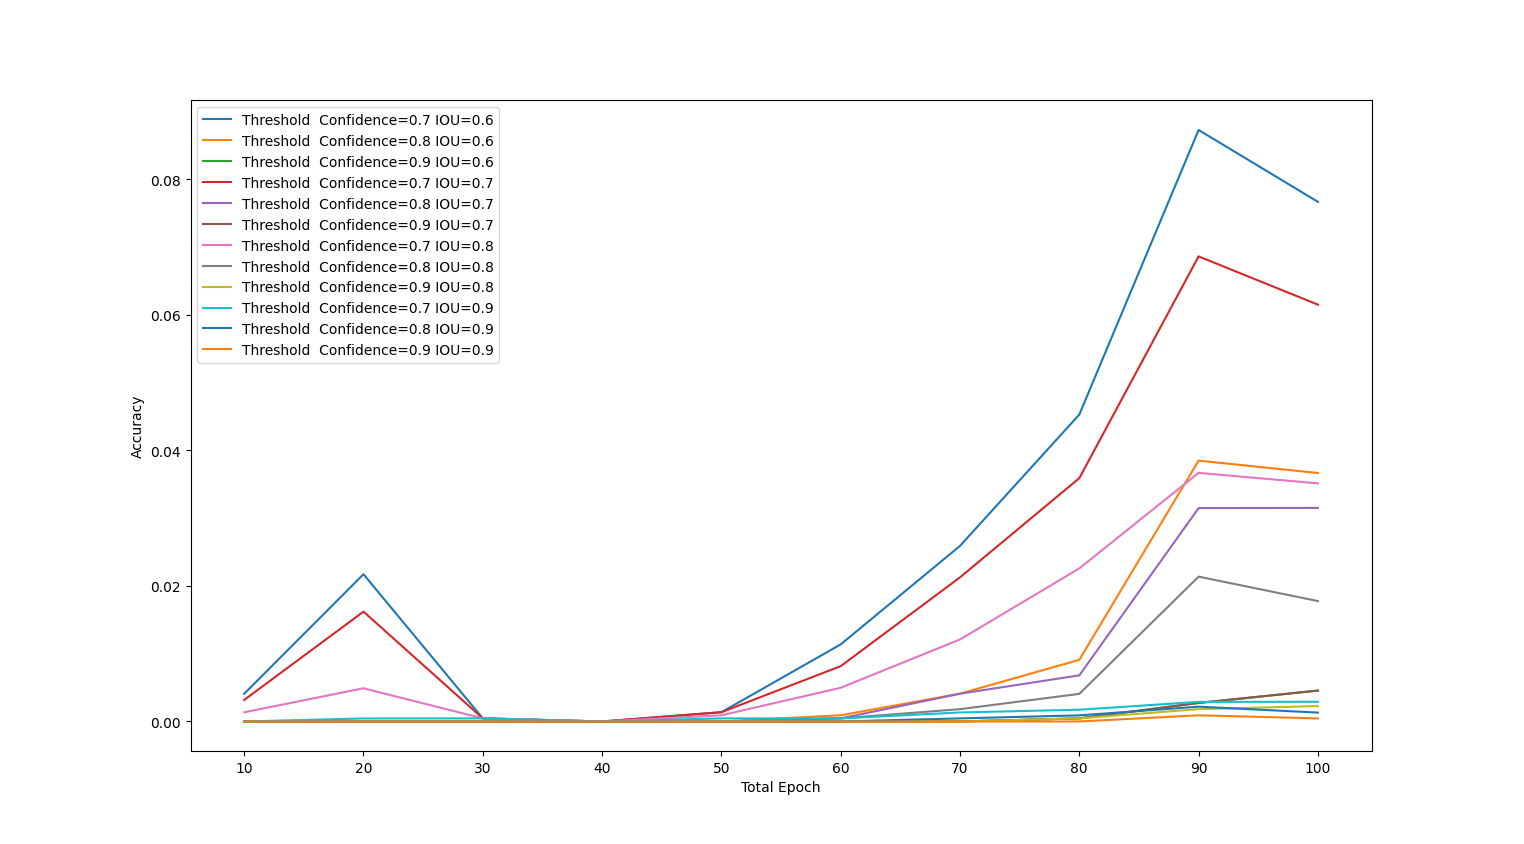 Threshold  Confidence=0.7 IOU=0.6
Threshold  Confidence=0.8 IOU=0.6
Threshold  Confidence=0.9 IOU=0.6
Threshold  Confidence=0.7 IOU=0.7
Threshold  Confidence=0.8 IOU=0.7
Threshold  Confidence=0.9 IOU=0.7
Threshold  Confidence=0.7 IOU=0.8
Threshold  Confidence=0.8 IOU=0.8
Threshold  Confidence=0.9 IOU=0.8
Threshold  Confidence=0.7 IOU=0.9
Threshold  Confidence=0.8 IOU=0.9
Threshold  Confidence=0.9 IOU=0.9
0.08
0.06
0.04
0.02
0.00
Accuracy
10 20 30 40 50 60 70 80 90 100
Total Epoch